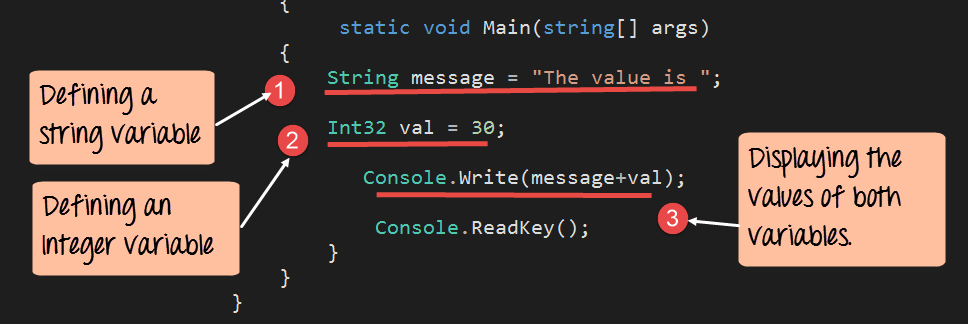 {
static void Main(string[] args)
{
Defining a
string variable
1
String message = "The value is ";
2
Int32 val = 30;
Defining an
Integer variable
Console.Write(message+val);
Displaying the
values of both
variables.
3
Console.ReadKey();
}
}
}